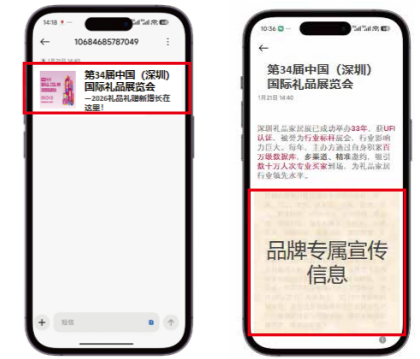 14:18
10684685787049
第34届中国（深圳)
国际礼品展览会
—2026礼品礼赠新增长在
这里！
短信
10:56
第34届中国（深圳）
国际礼品展览会
1月21日 14:40
深圳礼品家居展已成功举办33年，获UFI
认证，被誉为行业标杆展会，行业影响
力巨大。每年，主办方通过自身积累百
万级数据库，多渠道、精准邀约，吸引
数十万人次专业买家到场，为礼品家居
行业领先水平。
品牌专属宣传
信息